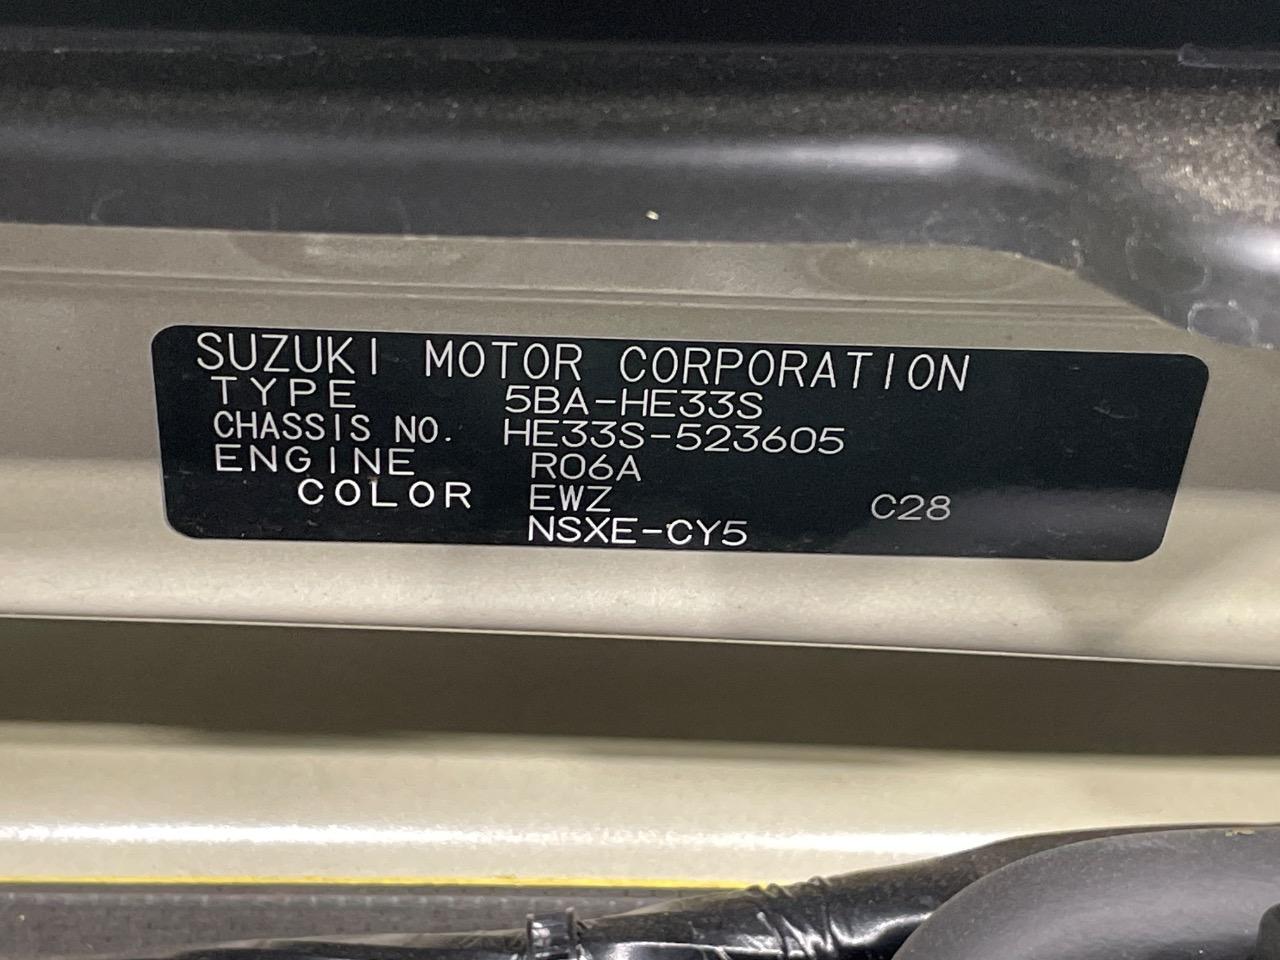 SUZUKI MOTOR CORPORATION
TYPE 5BA-HE33S
CHASSIS NO. HE33S-523605
ENGINE R06A
COLOR EWZ C28
NSXE-CY5